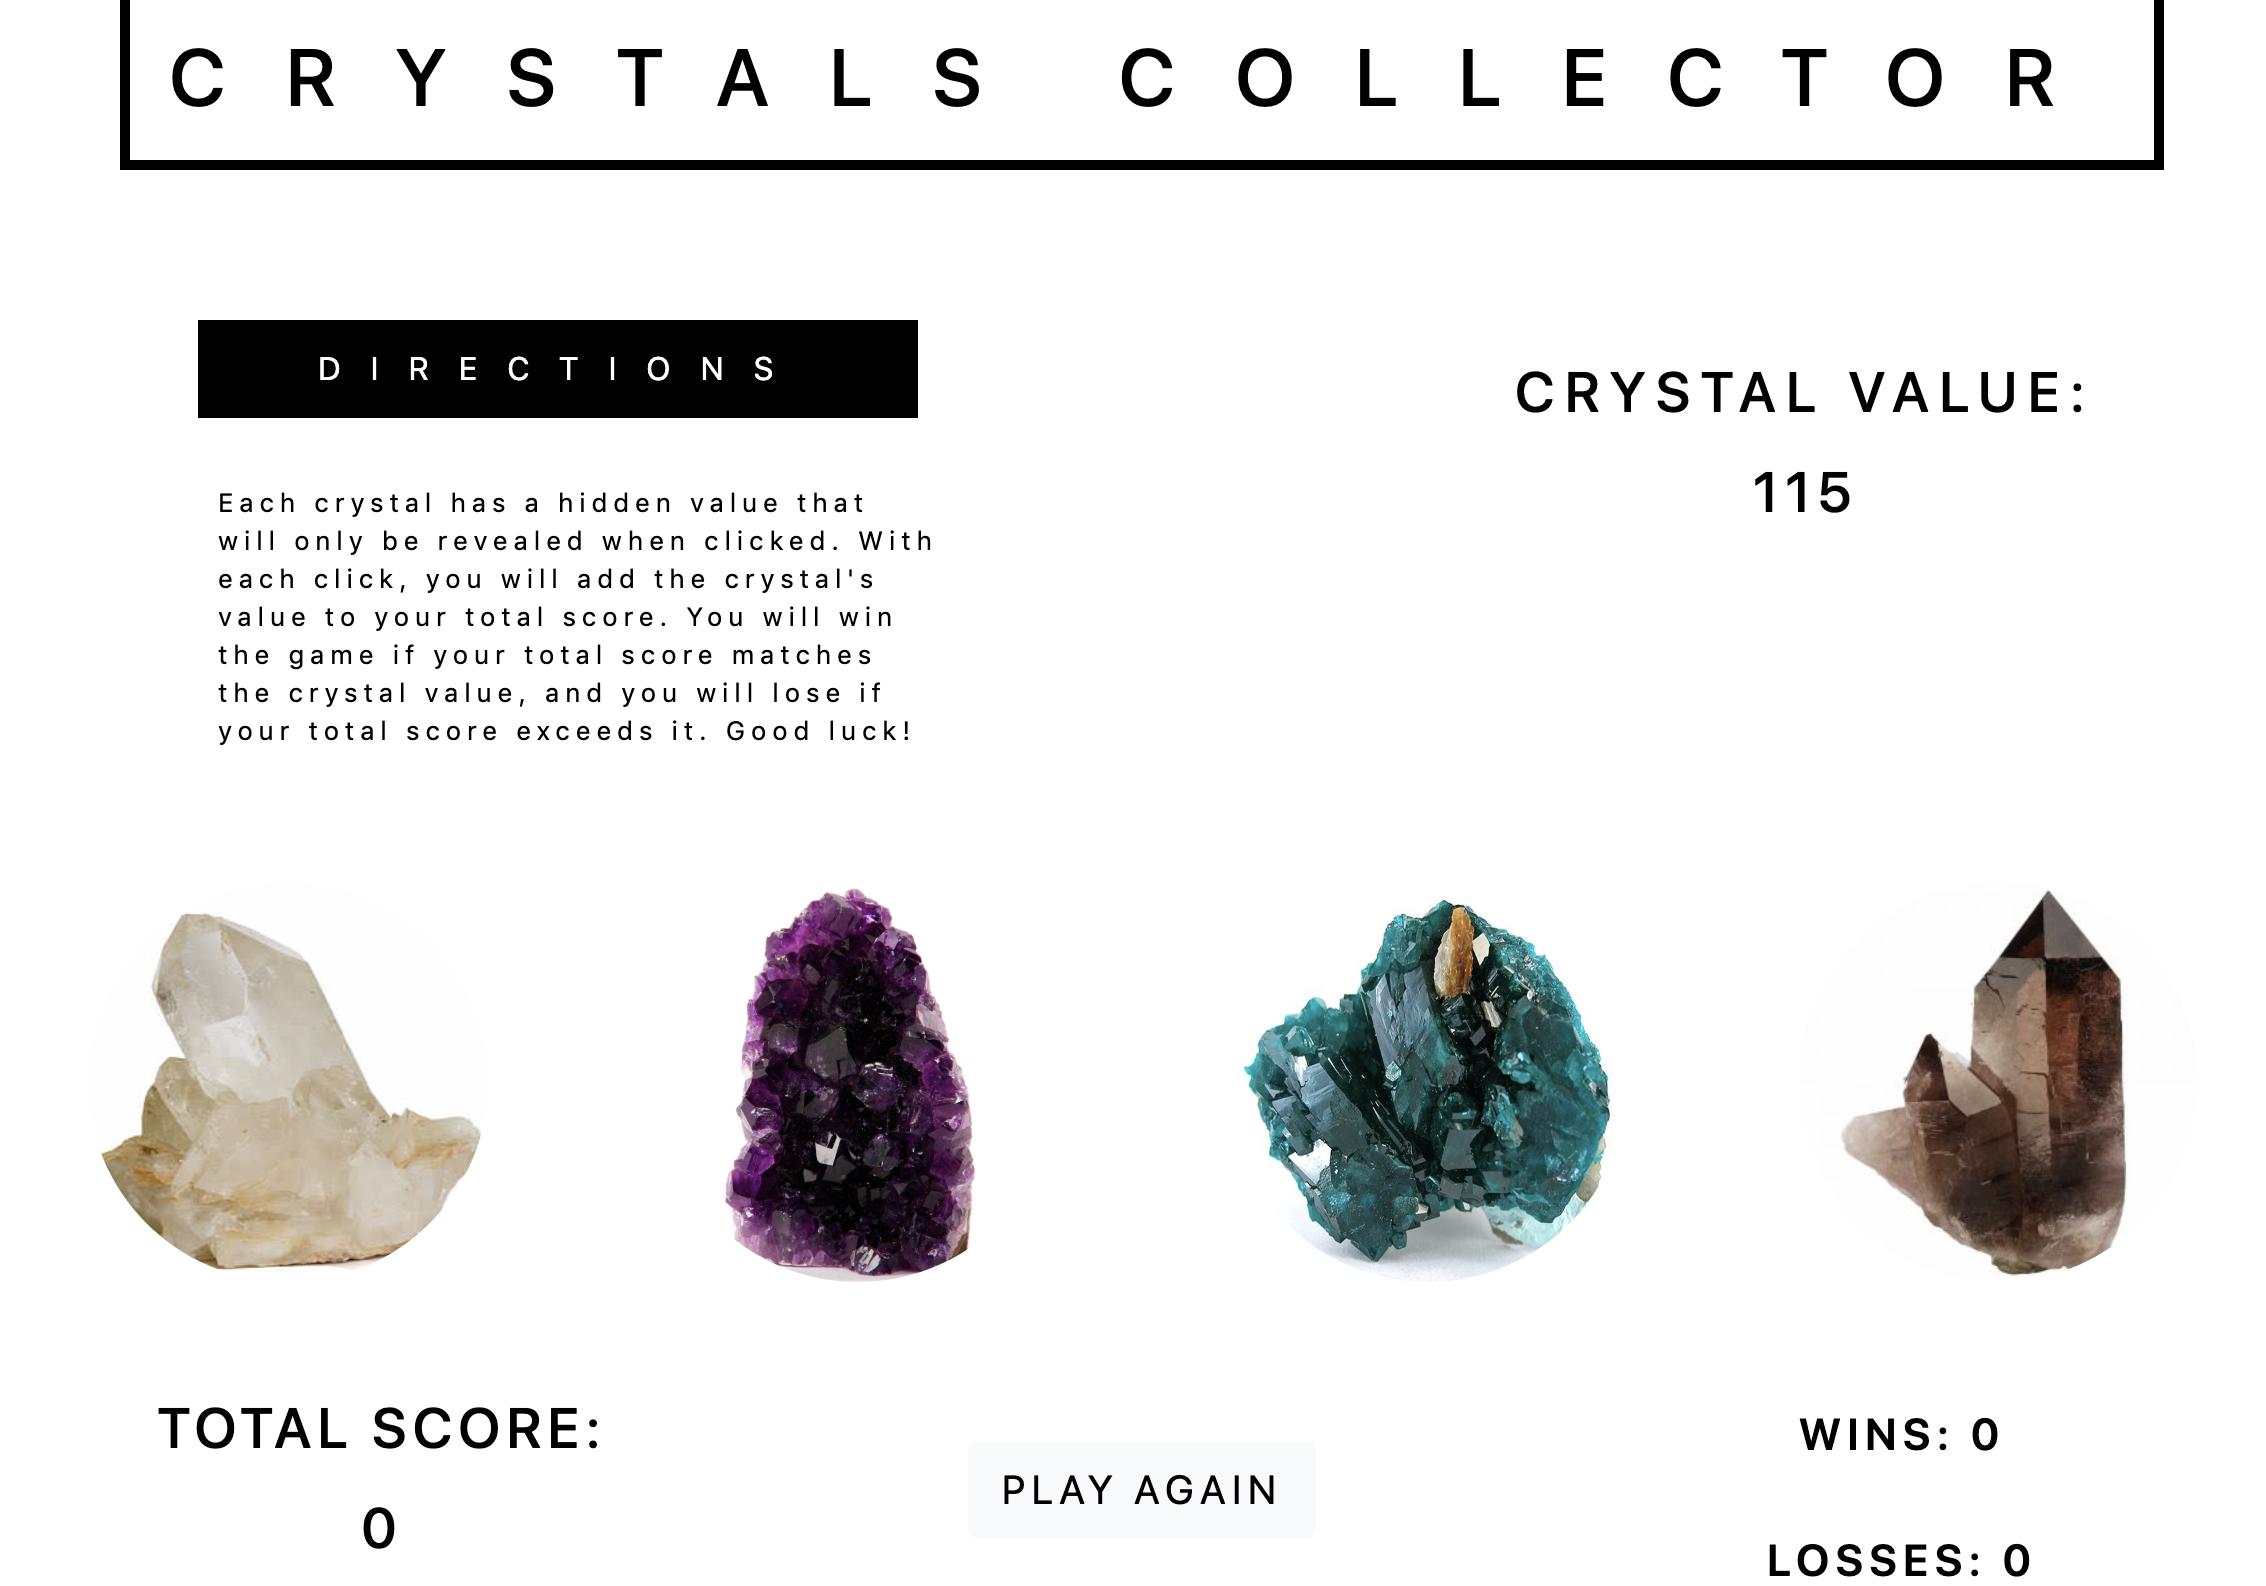 CRYSTALS COLLECTOR
DIRECTIONS
Each crystal has a hidden value that
will only be revealed when clicked. With
each click, you will add the crystal's
value to your total score. You will win
the game if your total score matches
the crystal value, and you will lose if
your total score exceeds it. Good luck!
CRYSTAL VALUE:
115
TOTAL SCORE:
0
PLAY AGAIN
WINS: 0
LOSSES: 0